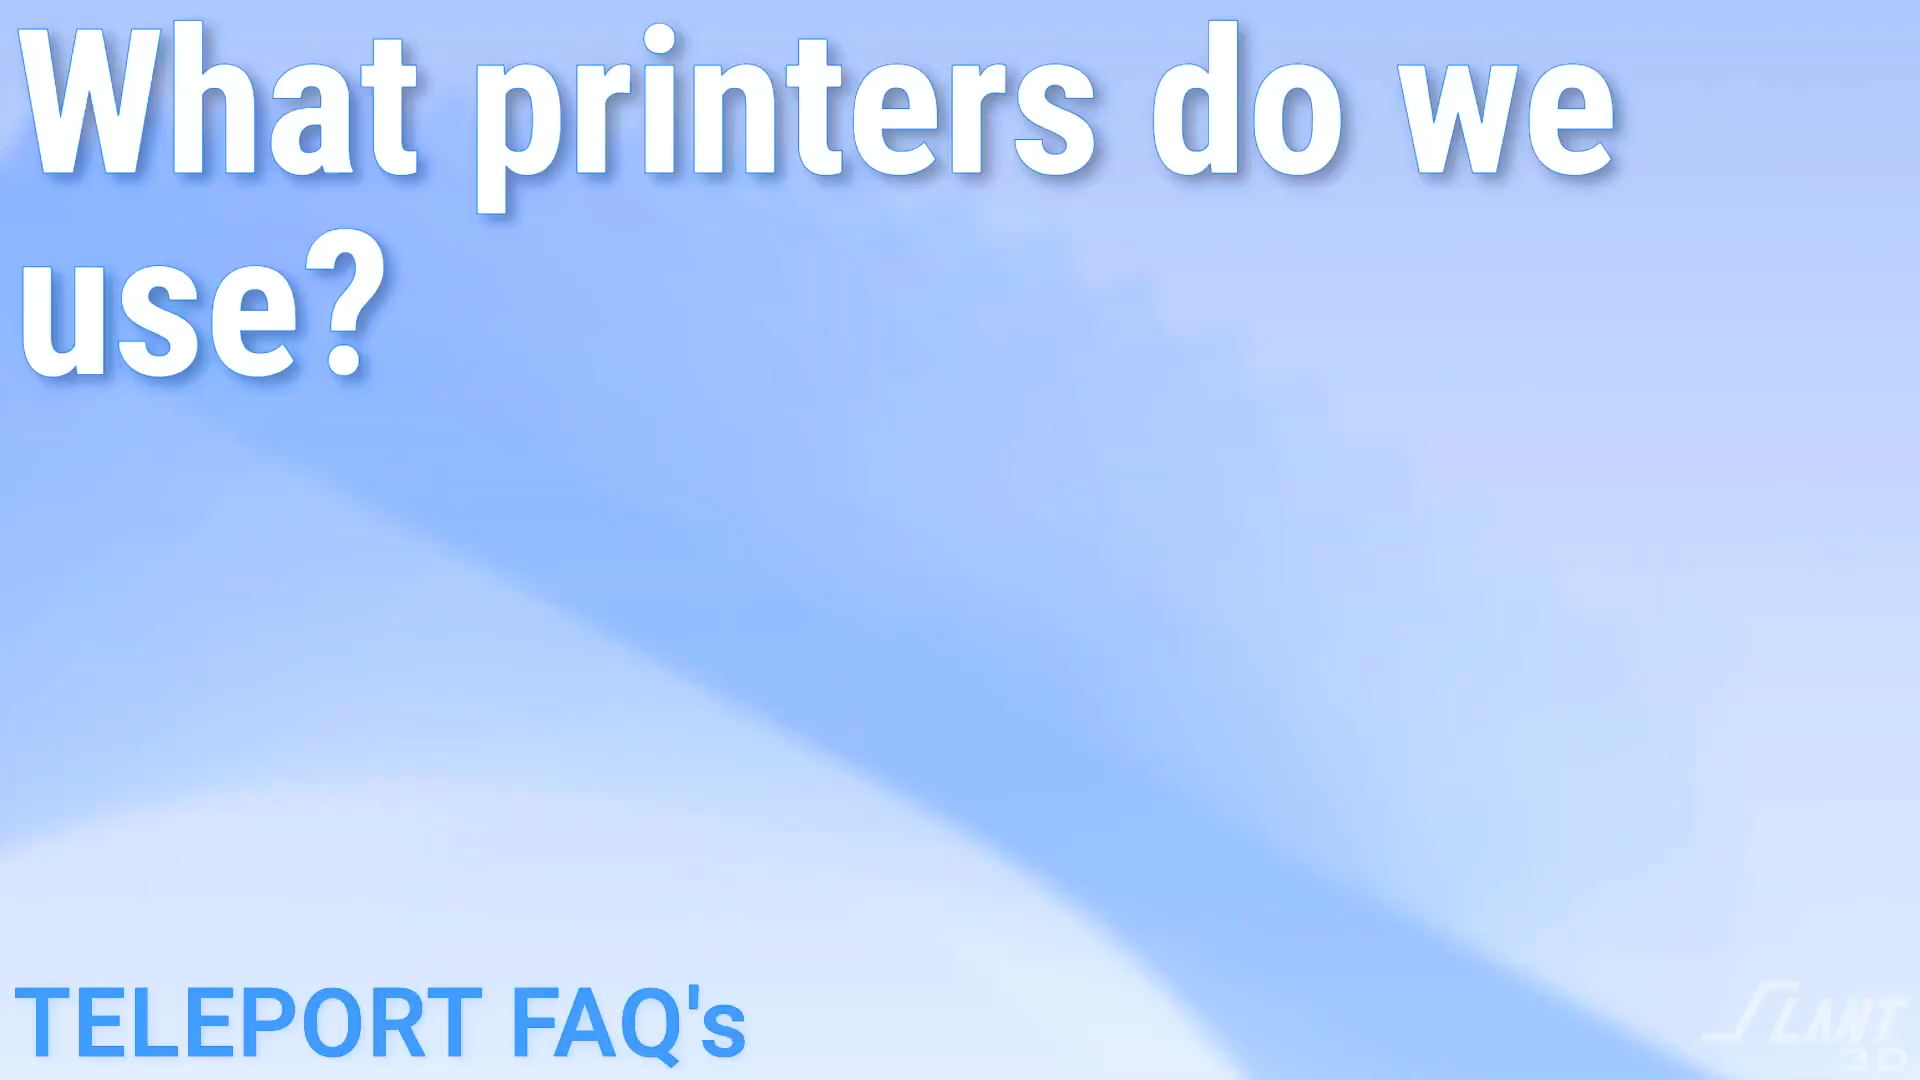 What printers do we
use?
TELEPORT FAQ's
SLANT
3D